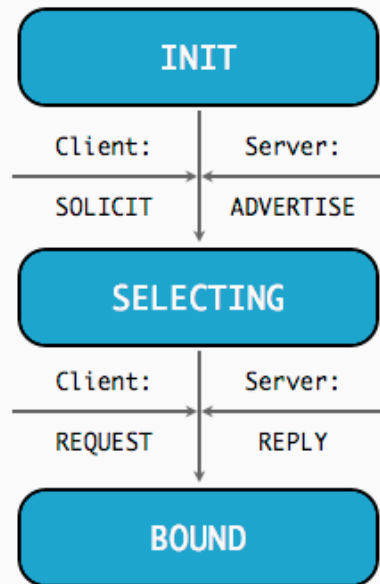 INIT
Client: Server:
SOLICIT ADVERTISE
SELECTING
Client: Server:
REQUEST REPLY
BOUND